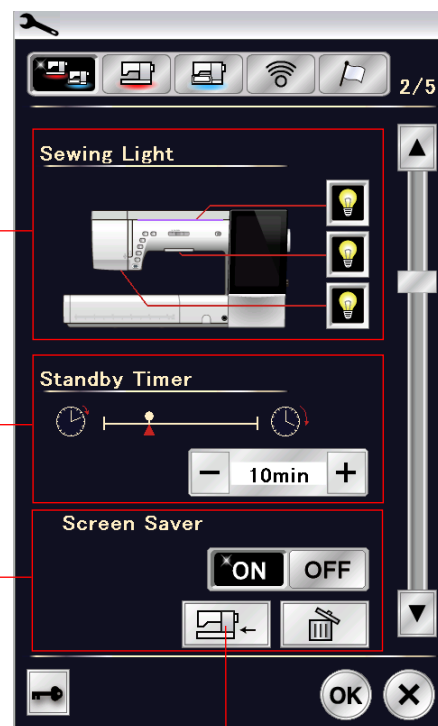 2/5
Sewing Light
Standby Timer
− 10min +
Screen Saver
ON OFF
OK